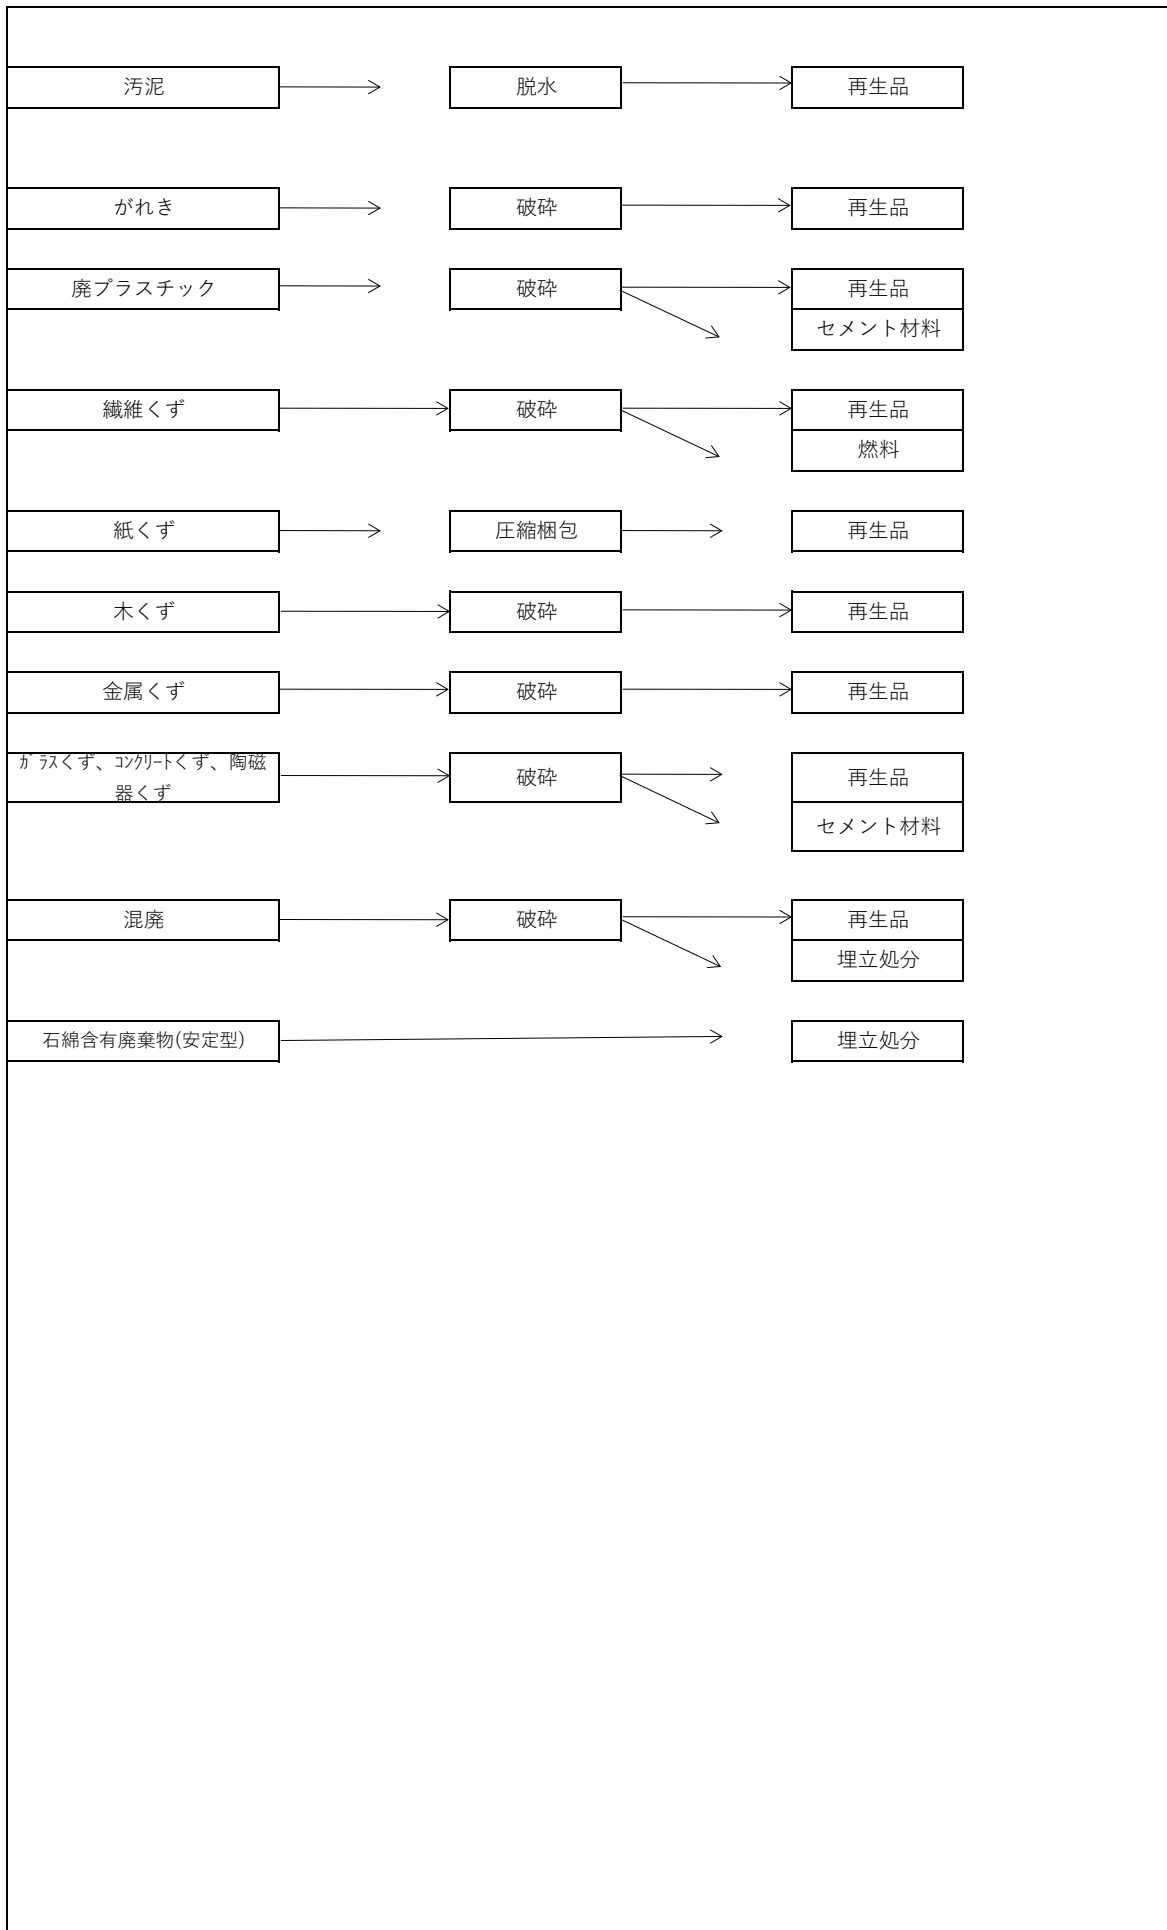 汚泥 脱水 再生品
がれき 破砕 再生品
廃プラスチック 破砕 再生品
セメント材料
繊維くず 破砕 再生品
燃料
紙くず 圧縮梱包 再生品
木くず 破砕 再生品
金属くず 破砕 再生品
ｶﾞﾗｽくず、ｺﾝｸﾘｰﾄくず、陶磁
器くず
破砕 再生品
セメント材料
混廃 破砕 再生品
埋立処分
石綿含有廃棄物(安定型) 埋立処分